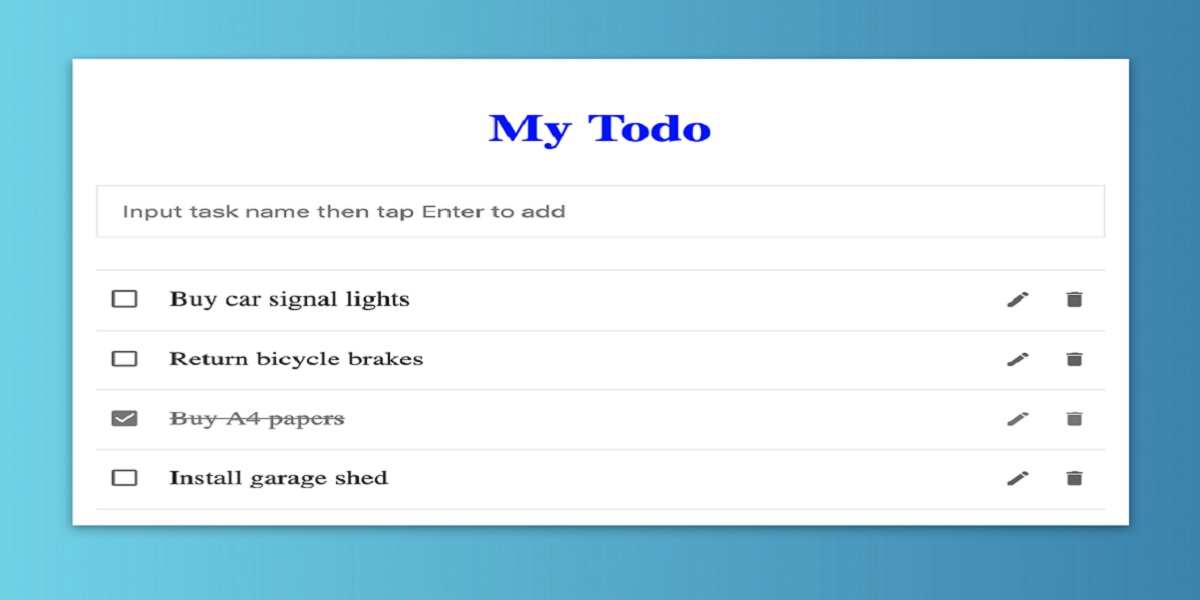 My Todo
Input task name then tap Enter to add
Buy car signal lights
Return bicycle brakes
Buy A4 papers
Install garage shed